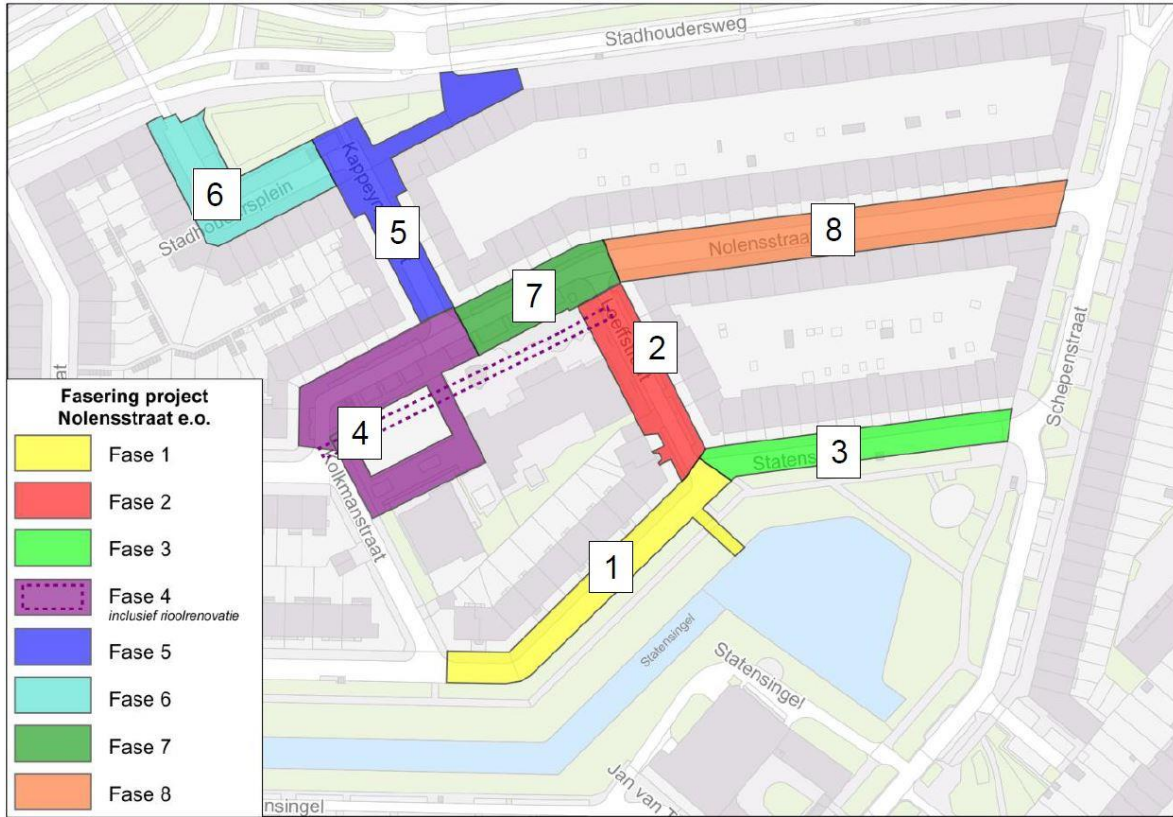 Stadhoudersweg
Kappeyn
6
Stadhoudersplein
5
8
Nolensstraat
7
Loeffstraat
2
Schepenstraat
4
3
Statens
Kolkmanstraat
1
Statensingel
Statensingel
Jan van
ensingel
Fasering project
Nolensstraat e.o.
Fase 1
Fase 2
Fase 3
Fase 4
inclusief rioolrenovatie
Fase 5
Fase 6
Fase 7
Fase 8